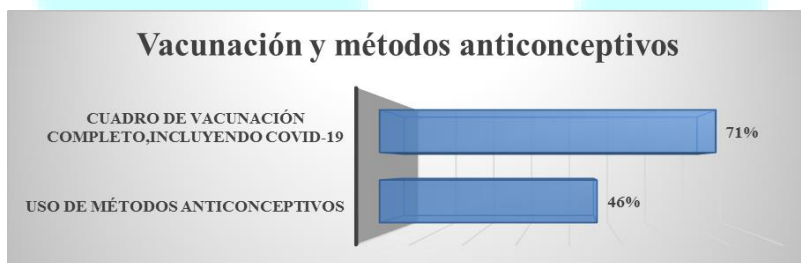 Vacunación y métodos anticonceptivos
CUADRO DE VACUNACIÓN
COMPLETO,INCLUYENDO COVID-19
71%
USO DE MÉTODOS ANTICONCEPTIVOS
46%